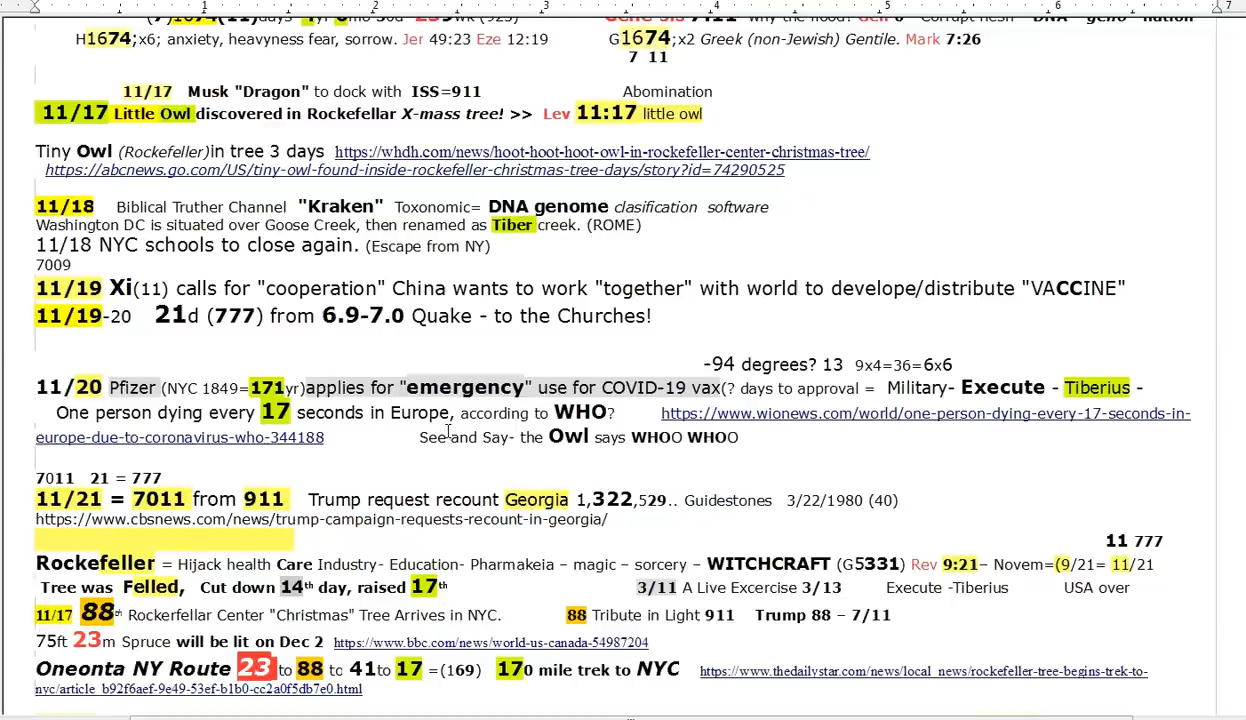 H1674;x6; anxiety, heavyness fear, sorrow. Jer 49:23 Eze 12:19 G1674;x2 Greek (non-Jewish) Gentile. Mark 7:26
7 11
11/17 Musk "Dragon" to dock with ISS=911 Abomination
11/17 Little Owl discovered in Rockefellar X-mass tree! >> Lev 11:17 little owl
Tiny Owl (Rockefeller)in tree 3 days https://whdh.com/news/hoot-hoot-hoot-owl-in-rockefeller-center-christmas-tree/
https://abcnews.go.com/US/tiny-owl-found-inside-rockefeller-christmas-tree-days/story?id=74290525
11/18 Biblical Truther Channel "Kraken" Toxonomic= DNA genome clasification software
Washington DC is situated over Goose Creek, then renamed as Tiber creek. (ROME)
11/18 NYC schools to close again. (Escape from NY)
7009
11/19 Xi(11) calls for "cooperation" China wants to work "together" with world to develope/distribute "VACCINE"
11/19-20 21d (777) from 6.9-7.0 Quake - to the Churches!
-94 degrees? 13 9x4=36=6x6
11/20 Pfizer (NYC 1849=171yr)applies for "emergency" use for COVID-19 vax(? days to approval = Military- Execute - Tiberius -
One person dying every 17 seconds in Europe, according to WHO? https://www.wionews.com/world/one-person-dying-every-17-seconds-in-
europe-due-to-coronavirus-who-344188 See and Say- the Owl says WHOO WHOO
7011 21 = 777
11/21 = 7011 from 911 Trump request recount Georgia 1,322,529.. Guidestones 3/22/1980 (40)
https://www.cbsnews.com/news/trump-campaign-requests-recount-in-georgia/
11 777
Rockefeller = Hijack health Care Industry- Education- Pharmakeia – magic – sorcery – WITCHCRAFT (G5331) Rev 9:21– Novem=(9/21= 11/21
Tree was Felled, Cut down 14th day, raised 17th 3/11 A Live Excercise 3/13 Execute -Tiberius USA over
11/17 88th Rockerfellar Center "Christmas" Tree Arrives in NYC. 88 Tribute in Light 911 Trump 88 – 7/11
75ft 23m Spruce will be lit on Dec 2 https://www.bbc.com/news/world-us-canada-54987204
Oneonta NY Route 23 to 88 to 41to 17 =(169) 170 mile trek to NYC https://www.thedailystar.com/news/local_news/rockefeller-tree-begins-trek-to-
nyc/article_b92f6aef-9e49-53ef-b1b0-cc2a0f5db7e0.html